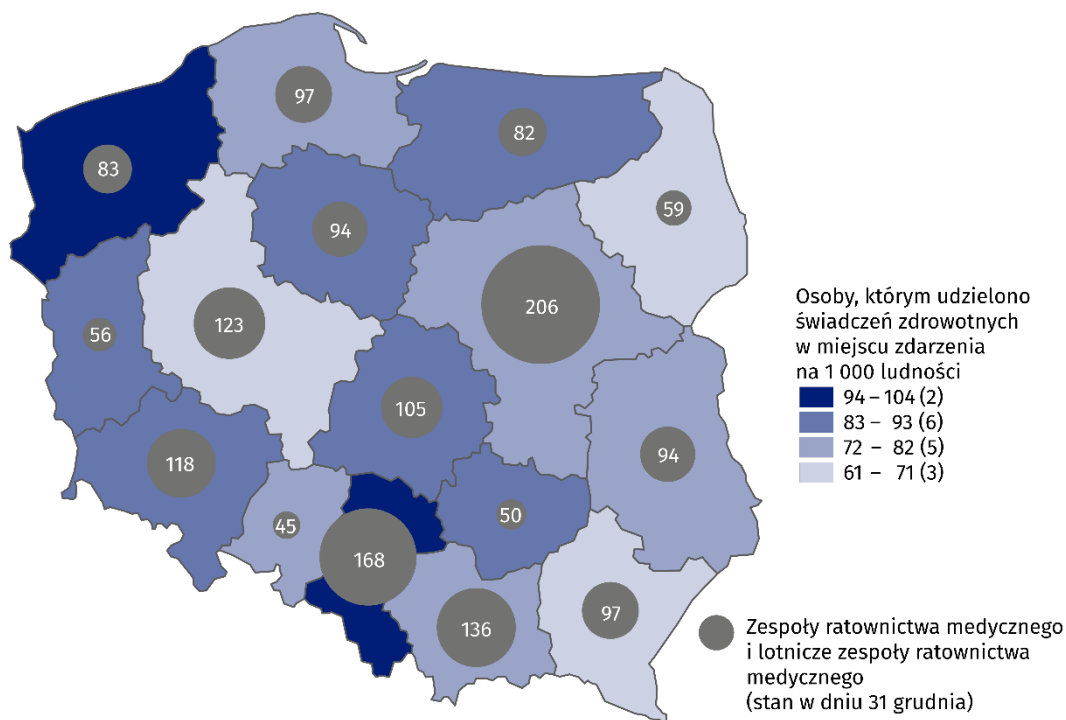 97
82
83
59
94
206
123
56
105
118
94
50
45
168
97
136
Osoby, którym udzielono
świadczeń zdrowotnych
w miejscu zdarzenia
na 1 000 ludności
94 – 104 (2)
83 – 93 (6)
72 – 82 (5)
61 – 71 (3)
Zespoły ratownictwa medycznego
i lotnicze zespoły ratownictwa
medycznego
(stan w dniu 31 grudnia)